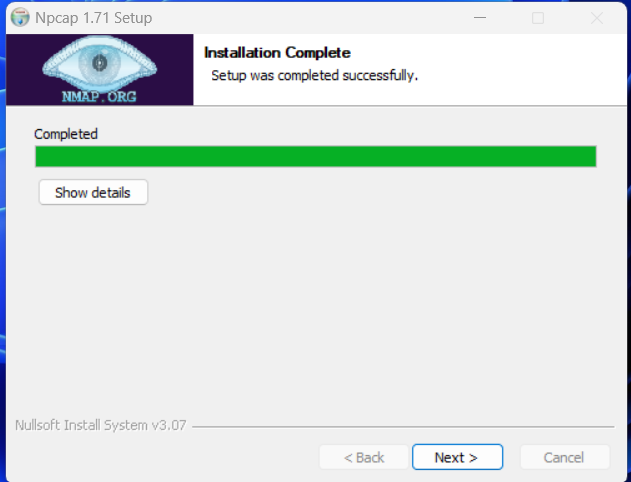 Npcap 1.71 Setup
NMAP.ORG
Installation Complete
Setup was completed successfully.
Completed
Show details
Nullsoft Install System v3.07
< Back
Next >
Cancel